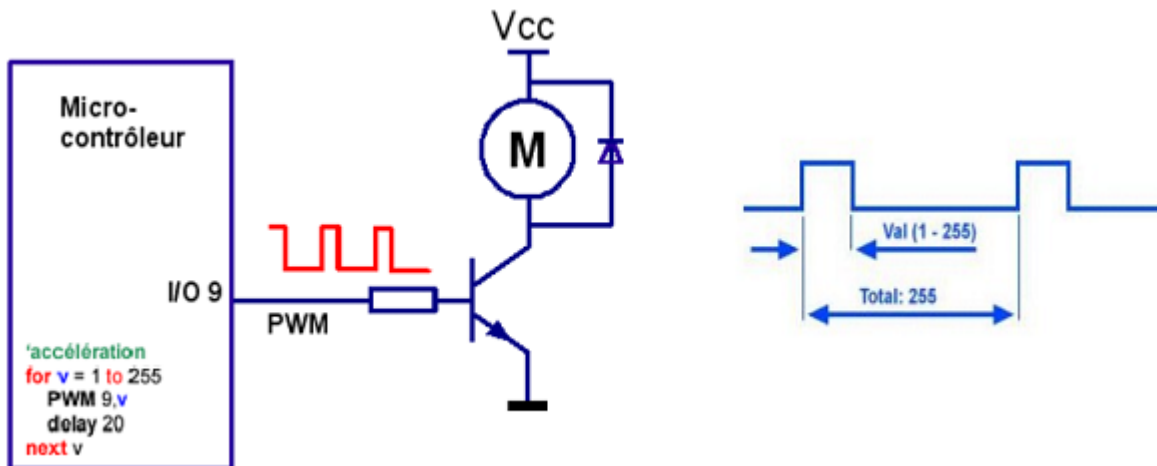 Vcc
Micro-
contrôleur
M
I/O 9
PWM
'accélération
for v = 1 to 255
PWM 9,v
delay 20
next v
Val (1 - 255)
Total: 255